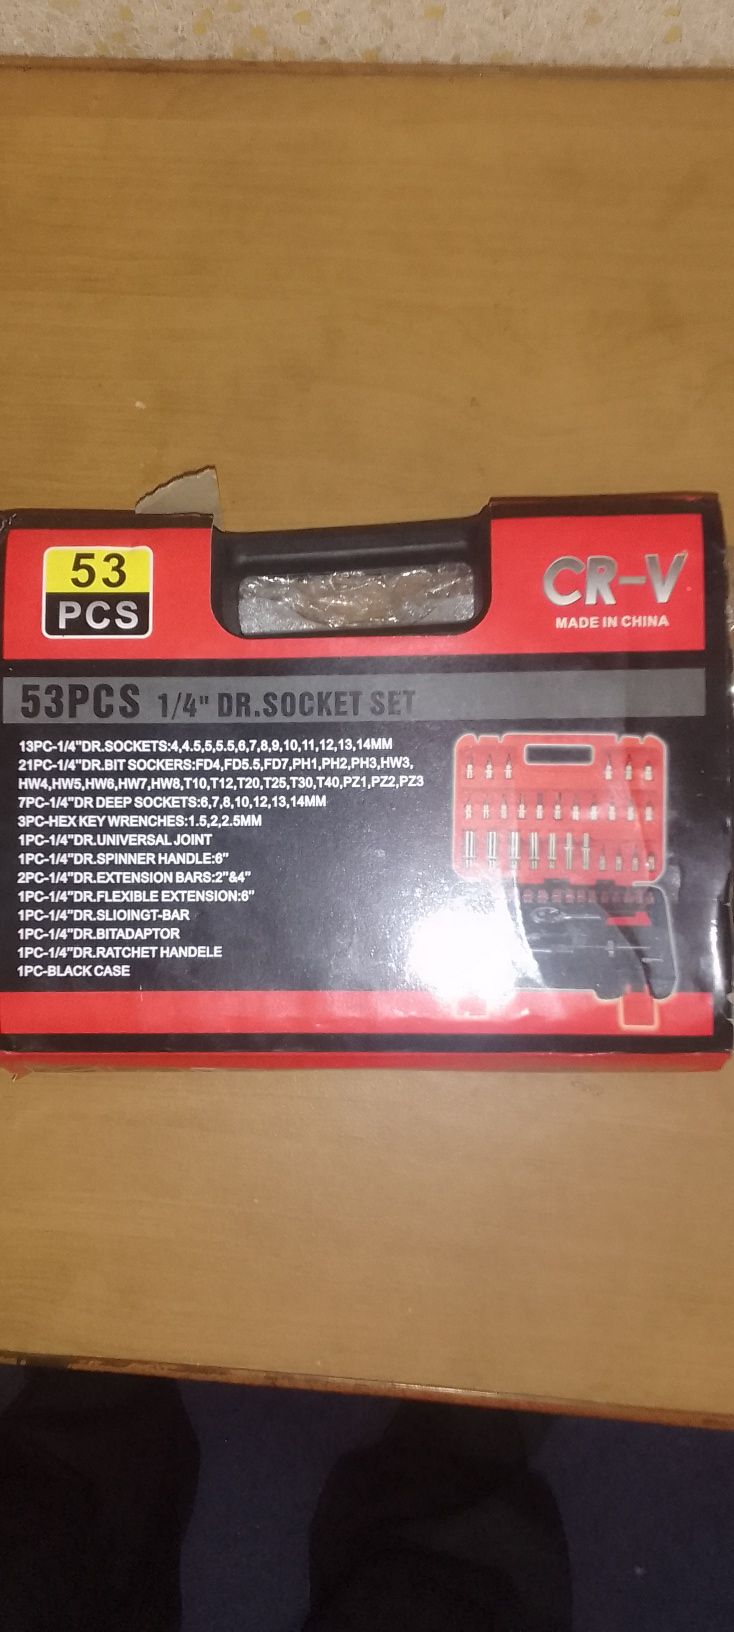 53
PCS
CR-V
MADE IN CHINA
53PCS 1/4" DR.SOCKET SET
13PC-1/4"DR.SOCKETS:4,4.5,5,5.5,6,7,8,9,10,11,12,13,14MM
21PC-1/4"DR.BIT SOCKERS:FD4,FD5.5,FD7,PH1,PH2,PH3,HW3,
HW4,HW5,HW6,HW7,HW8,T10,T12,T20,T25,T30,T40,PZ1,PZ2,PZ3
7PC-1/4"DR DEEP SOCKETS:6,7,8,10,12,13,14MM
3PC-HEX KEY WRENCHES:1.5,2,2.5MM
1PC-1/4"DR.UNIVERSAL JOINT
1PC-1/4"DR.SPINNER HANDLE:6"
2PC-1/4"DR.EXTENSION BARS:2"&4"
1PC-1/4"DR.FLEXIBLE EXTENSION:6"
1PC-1/4"DR.SLIOINGT-BAR
1PC-1/4"DR.BITADAPTOR
1PC-1/4"DR.RATCHET HANDELE
1PC-BLACK CASE